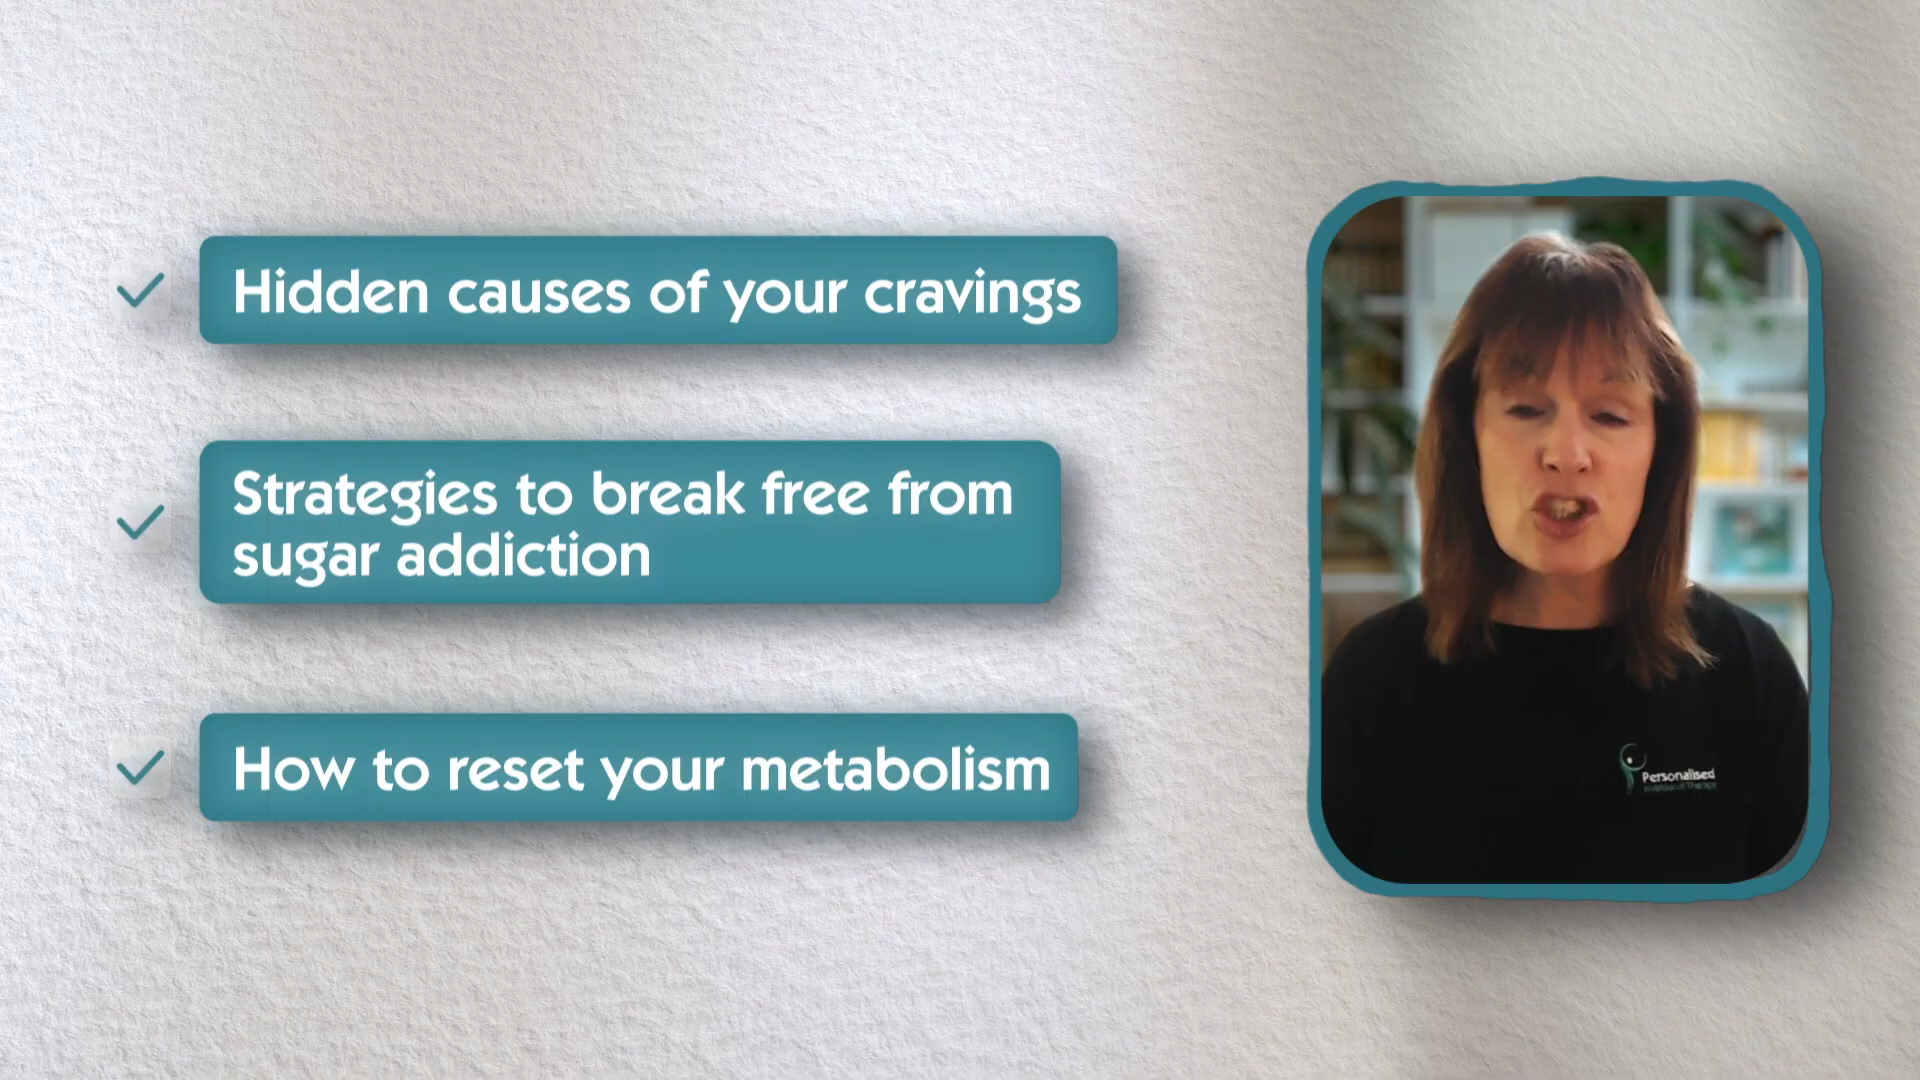 Hidden causes of your cravings
Strategies to break free from
sugar addiction
How to reset your metabolism
Personalised